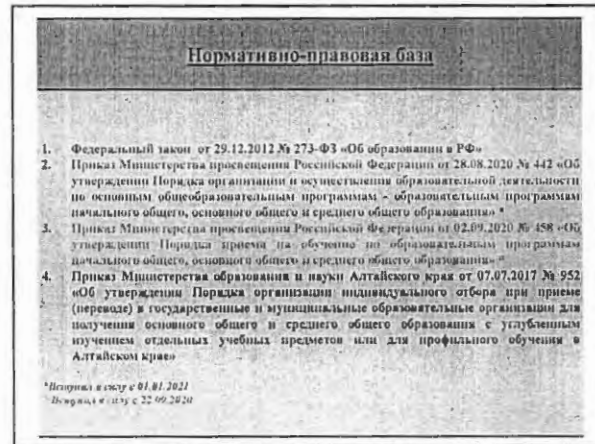 Нормативно-правовая база
1. Федеральный закон от 29.12.2012 № 273-ФЗ «Об образовании в РФ»
2. Приказ Министерства просвещения Российской Федерации от 28.08.2020 № 442 «Об
утверждении Порядка организации и осуществления образовательной деятельности
по основным общеобразовательным программам - образовательным программам
начального общего, основного общего и среднего общего образования» *
3. Приказ Министерства просвещения Российской Федерации от 02.09.2020 № 458 «Об
утверждении Порядка приема на обучение по образовательным программам
начального общего, основного общего и среднего общего образования»
4. Приказ Министерства образования и науки Алтайского края от 07.07.2017 № 952
«Об утверждении Порядка организации индивидуального отбора при приеме
(переводе) в государственные и муниципальные образовательные организации для
получения основного общего и среднего общего образования с углубленным
изучением отдельных учебных предметов или для профильного обучения в
Алтайском крае»
*Вступил в силу с 01.01.2021
Вступил в силу с 22.09.2020